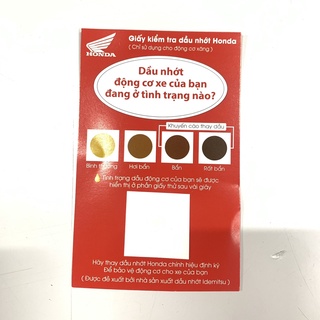 Giấy kiểm tra dầu nhớt Honda
( Chỉ sử dụng cho động cơ xăng )
HONDA
Dầu nhớt
động cơ xe của bạn
đang ở tình trạng nào?
Khuyến cáo thay dầu
Bình thường Hơi bẩn Bẩn Rất bẩn
Tình trạng dầu động cơ của bạn sẽ được
hiển thị ở phần giấy thử sau vài giây
Hãy thay dầu nhớt Honda chính hiệu định kỳ
Để bảo vệ động cơ cho xe của bạn
( Được đề xuất bởi nhà sản xuất dầu nhớt Idemitsu )